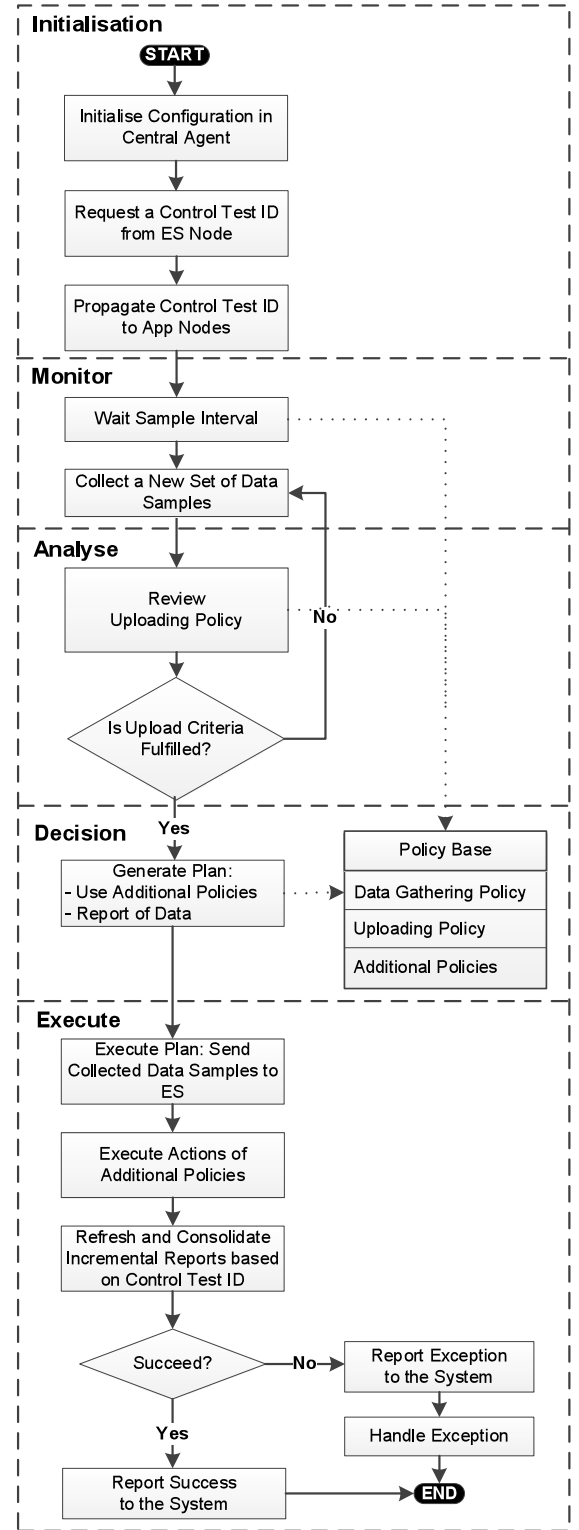 Initialisation
START
Initialise Configuration in
Central Agent
Request a Control Test ID
from ES Node
Propagate Control Test ID
to App Nodes
Monitor
Wait Sample Interval
Collect a New Set of Data
Samples
Analyse
Review
Uploading Policy
No
Is Upload Criteria
Fulfilled?
Yes
Decision
Generate Plan:
- Use Additional Policies
- Report of Data
Policy Base
Data Gathering Policy
Uploading Policy
Additional Policies
Execute
Execute Plan: Send
Collected Data Samples to
ES
Execute Actions of
Additional Policies
Refresh and Consolidate
Incremental Reports based
on Control Test ID
Succeed?
No
Report Exception
to the System
Yes
Handle Exception
Report Success
to the System
END